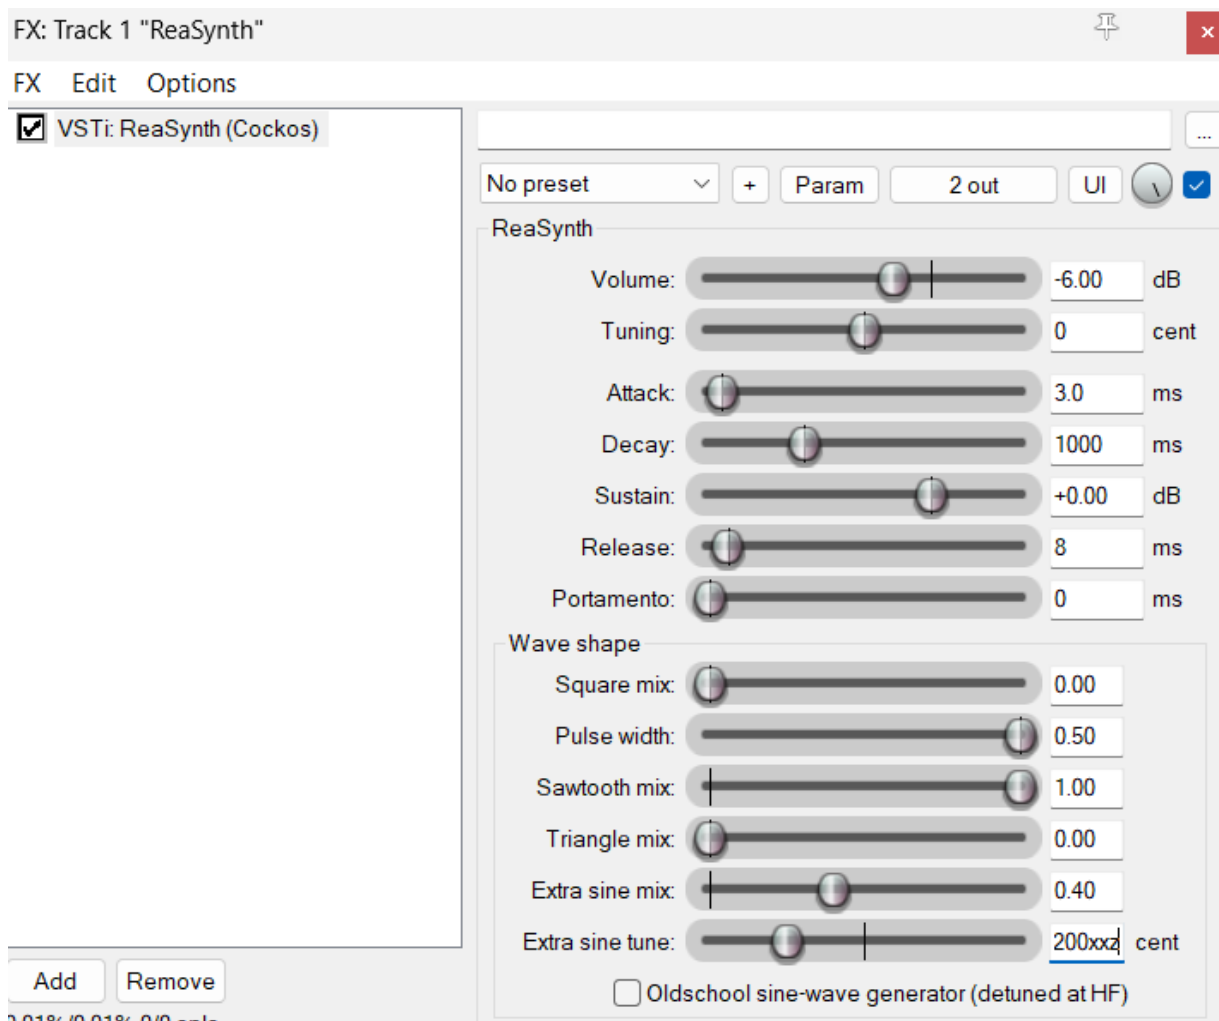 FX: Track 1 "ReaSynth"
FX Edit Options
VSTi: ReaSynth (Cockos)
...
No preset + Param 2 out UI
ReaSynth
Volume: -6.00 dB
Tuning: 0 cent
Attack: 3.0 ms
Decay: 1000 ms
Sustain: +0.00 dB
Release: 8 ms
Portamento: 0 ms
Wave shape
Square mix: 0.00
Pulse width: 0.50
Sawtooth mix: 1.00
Triangle mix: 0.00
Extra sine mix: 0.40
Extra sine tune: 200xxz cent
Add Remove
Oldschool sine-wave generator (detuned at HF)